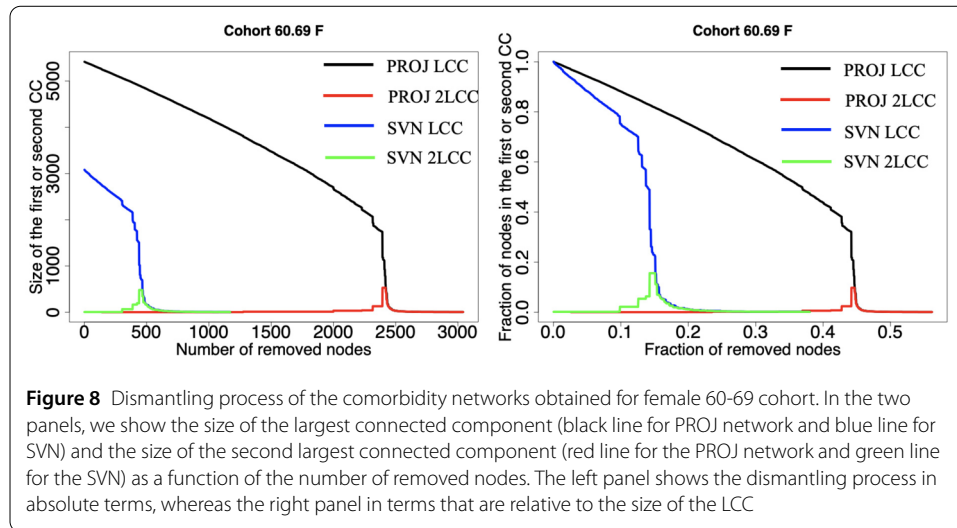 Cohort 60.69 F
Size of the first or second CC
0 1000 3000 5000
PROJ LCC
PROJ 2LCC
SVN LCC
SVN 2LCC
0 500 1000 1500 2000 2500 3000
Number of removed nodes
Cohort 60.69 F
Fraction of nodes in the first or second CC
0.0 0.2 0.4 0.6 0.8 1.0
PROJ LCC
PROJ 2LCC
SVN LCC
SVN 2LCC
0.0 0.1 0.2 0.3 0.4 0.5
Fraction of removed nodes
Figure 8 Dismantling process of the comorbidity networks obtained for female 60-69 cohort. In the two
panels, we show the size of the largest connected component (black line for PROJ network and blue line for
SVN) and the size of the second largest connected component (red line for the PROJ network and green line
for the SVN) as a function of the number of removed nodes. The left panel shows the dismantling process in
absolute terms, whereas the right panel in terms that are relative to the size of the LCC